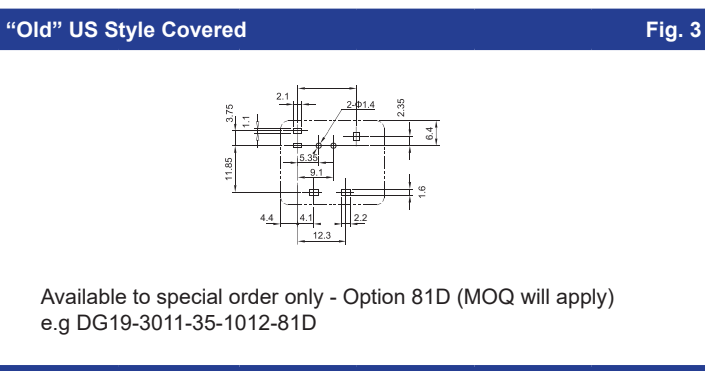 “Old” US Style Covered Fig. 3
2.1
2-Φ1.4
3.75
1.1
2.35
6.4
5.35
9.1
11.85
1.6
4.4 4.1 2.2
12.3
Available to special order only - Option 81D (MOQ will apply)
e.g DG19-3011-35-1012-81D